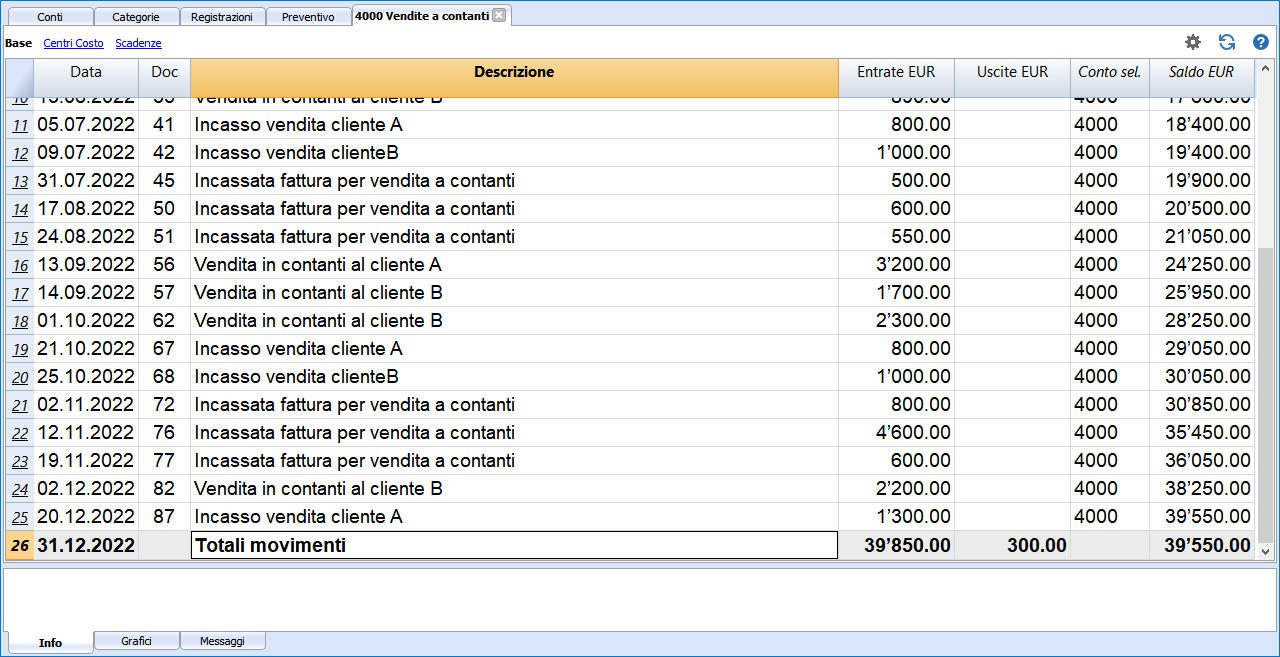 Conti Categorie Registrazioni Preventivo 4000 Vendite a contanti
Base Centri Costo Scadenze
Data Doc Descrizione Entrate EUR Uscite EUR Conto sel. Saldo EUR
11 05.07.2022 41 Incasso vendita cliente A 800.00 4000 18’400.00
12 09.07.2022 42 Incasso vendita clienteB 1’000.00 4000 19’400.00
13 31.07.2022 45 Incassata fattura per vendita a contanti 500.00 4000 19’900.00
14 17.08.2022 50 Incassata fattura per vendita a contanti 600.00 4000 20’500.00
15 24.08.2022 51 Incassata fattura per vendita a contanti 550.00 4000 21’050.00
16 13.09.2022 56 Vendita in contanti al cliente A 3’200.00 4000 24’250.00
17 14.09.2022 57 Vendita in contanti al cliente B 1’700.00 4000 25’950.00
18 01.10.2022 62 Vendita in contanti al cliente B 2’300.00 4000 28’250.00
19 21.10.2022 67 Incasso vendita cliente A 800.00 4000 29’050.00
20 25.10.2022 68 Incasso vendita clienteB 1’000.00 4000 30’050.00
21 02.11.2022 72 Incassata fattura per vendita a contanti 800.00 4000 30’850.00
22 12.11.2022 76 Incassata fattura per vendita a contanti 4’600.00 4000 35’450.00
23 19.11.2022 77 Incassata fattura per vendita a contanti 600.00 4000 36’050.00
24 02.12.2022 82 Vendita in contanti al cliente B 2’200.00 4000 38’250.00
25 20.12.2022 87 Incasso vendita cliente A 1’300.00 4000 39’550.00
26 31.12.2022 Totali movimenti 39’850.00 300.00 39’550.00
Info Grafici Messaggi